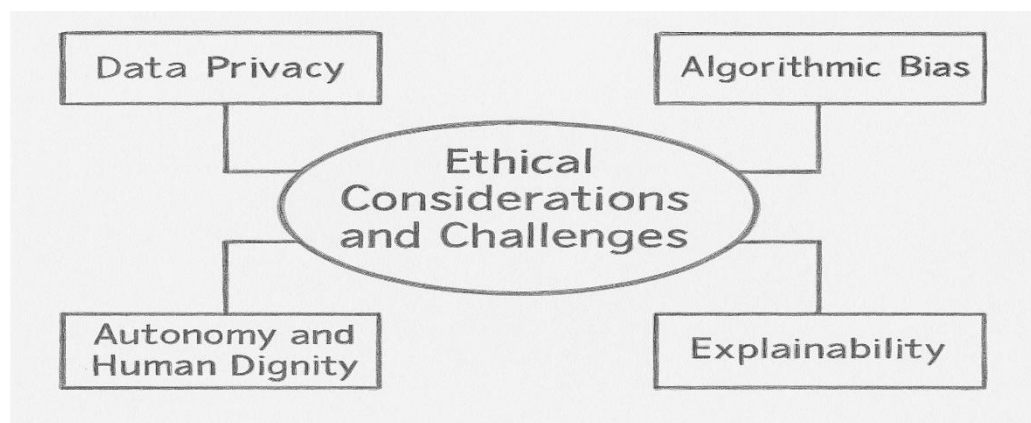 Data Privacy
Algorithmic Bias
Ethical
Considerations
and Challenges
Autonomy and
Human Dignity
Explainability